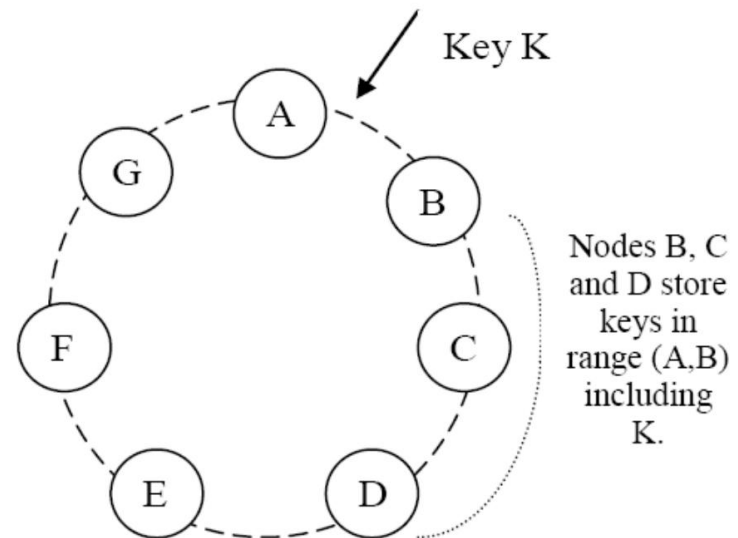 Key K
A
G
B
Nodes B, C
and D store
keys in
range (A,B)
including
K.
F
C
E
D